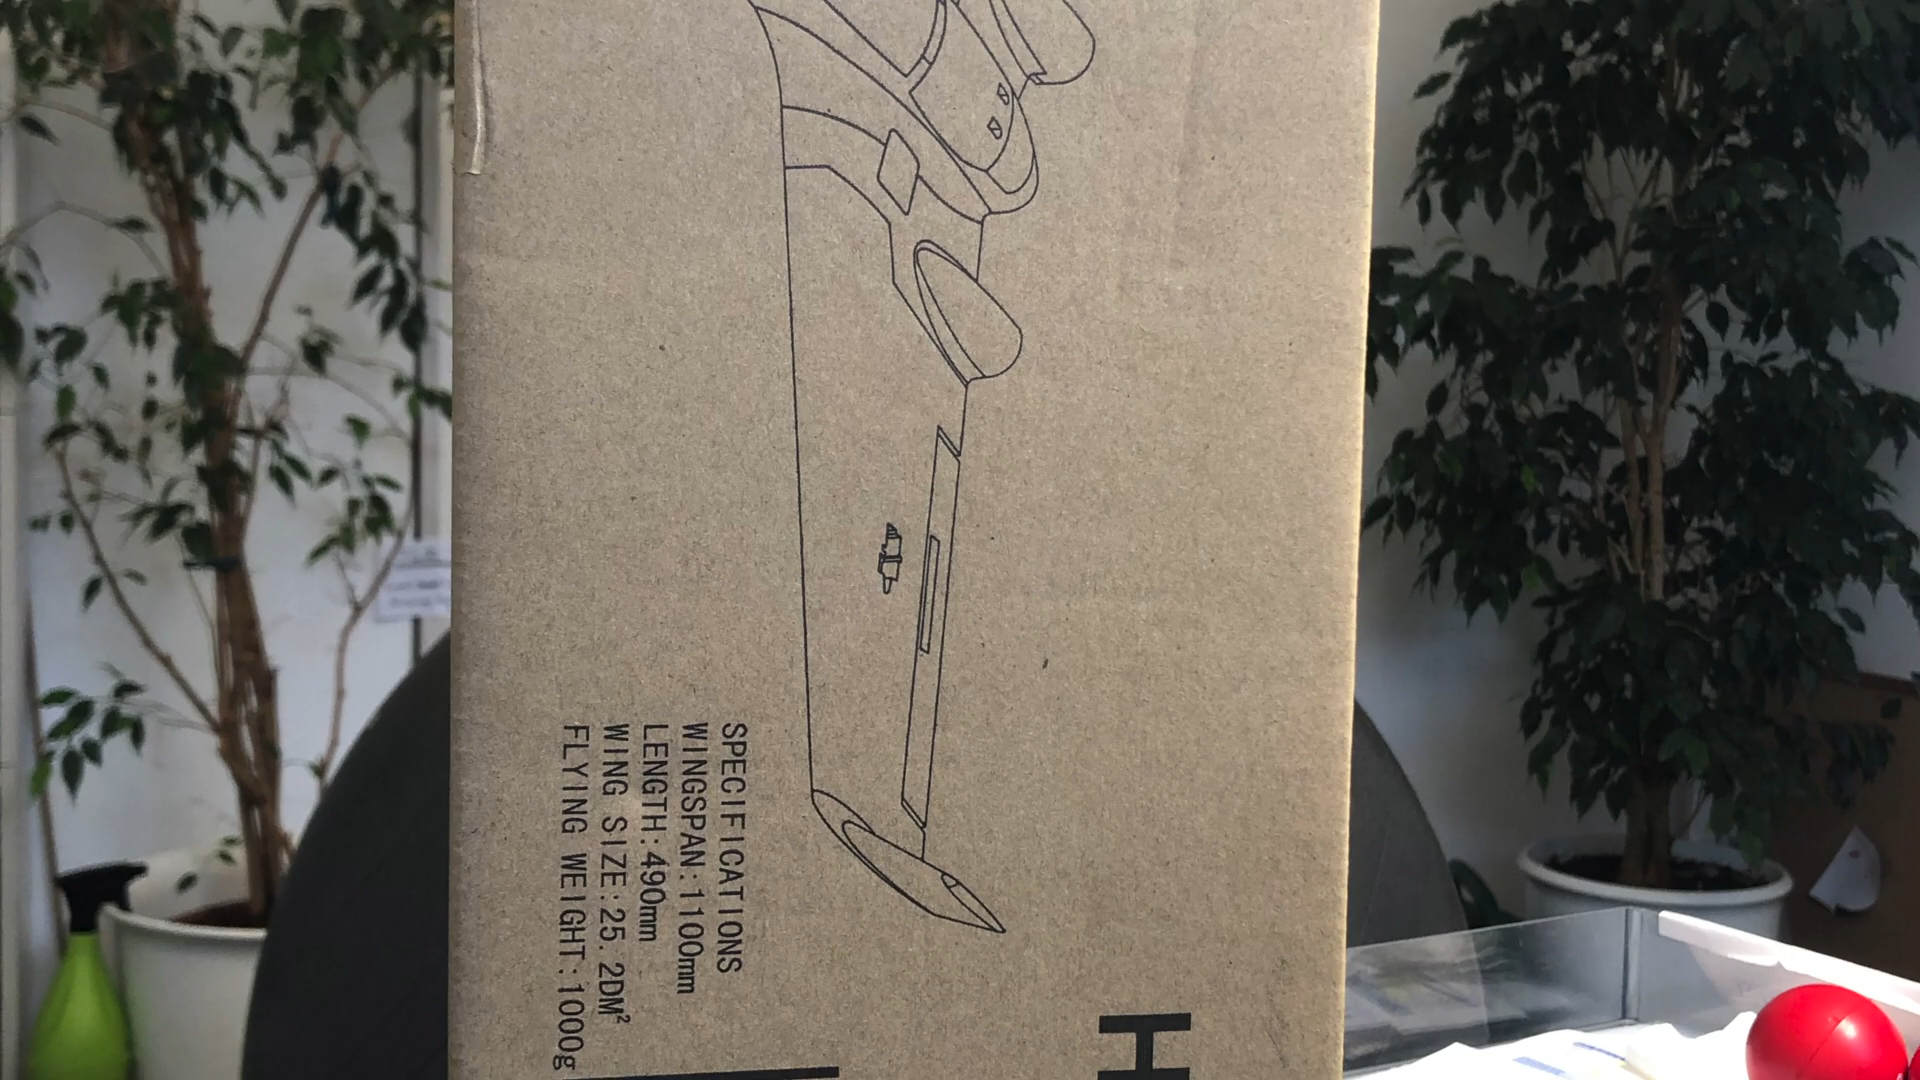 SPECIFICATIONS
WINGSPAN:1100mm
LENGTH:490mm
WING SIZE:25.2DM²
FLYING WEIGHT:1000g
H